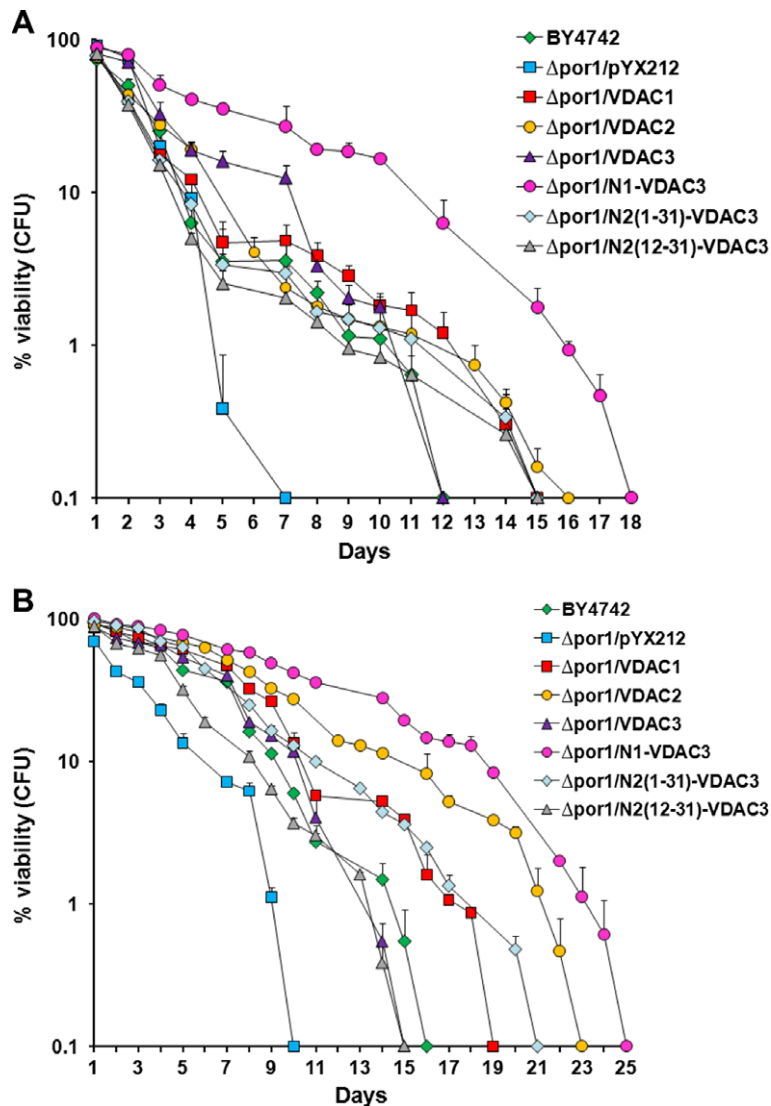 A
100
10
1
0.1
% viability (CFU)
1 2 3 4 5 6 7 8 9 10 11 12 13 14 15 16 17 18
Days
BY4742
Δpor1/pYX212
Δpor1/VDAC1
Δpor1/VDAC2
Δpor1/VDAC3
Δpor1/N1-VDAC3
Δpor1/N2(1-31)-VDAC3
Δpor1/N2(12-31)-VDAC3
B
100
10
1
0.1
% viability (CFU)
1 3 5 7 9 11 13 15 17 19 21 23 25
Days
BY4742
Δpor1/pYX212
Δpor1/VDAC1
Δpor1/VDAC2
Δpor1/VDAC3
Δpor1/N1-VDAC3
Δpor1/N2(1-31)-VDAC3
Δpor1/N2(12-31)-VDAC3